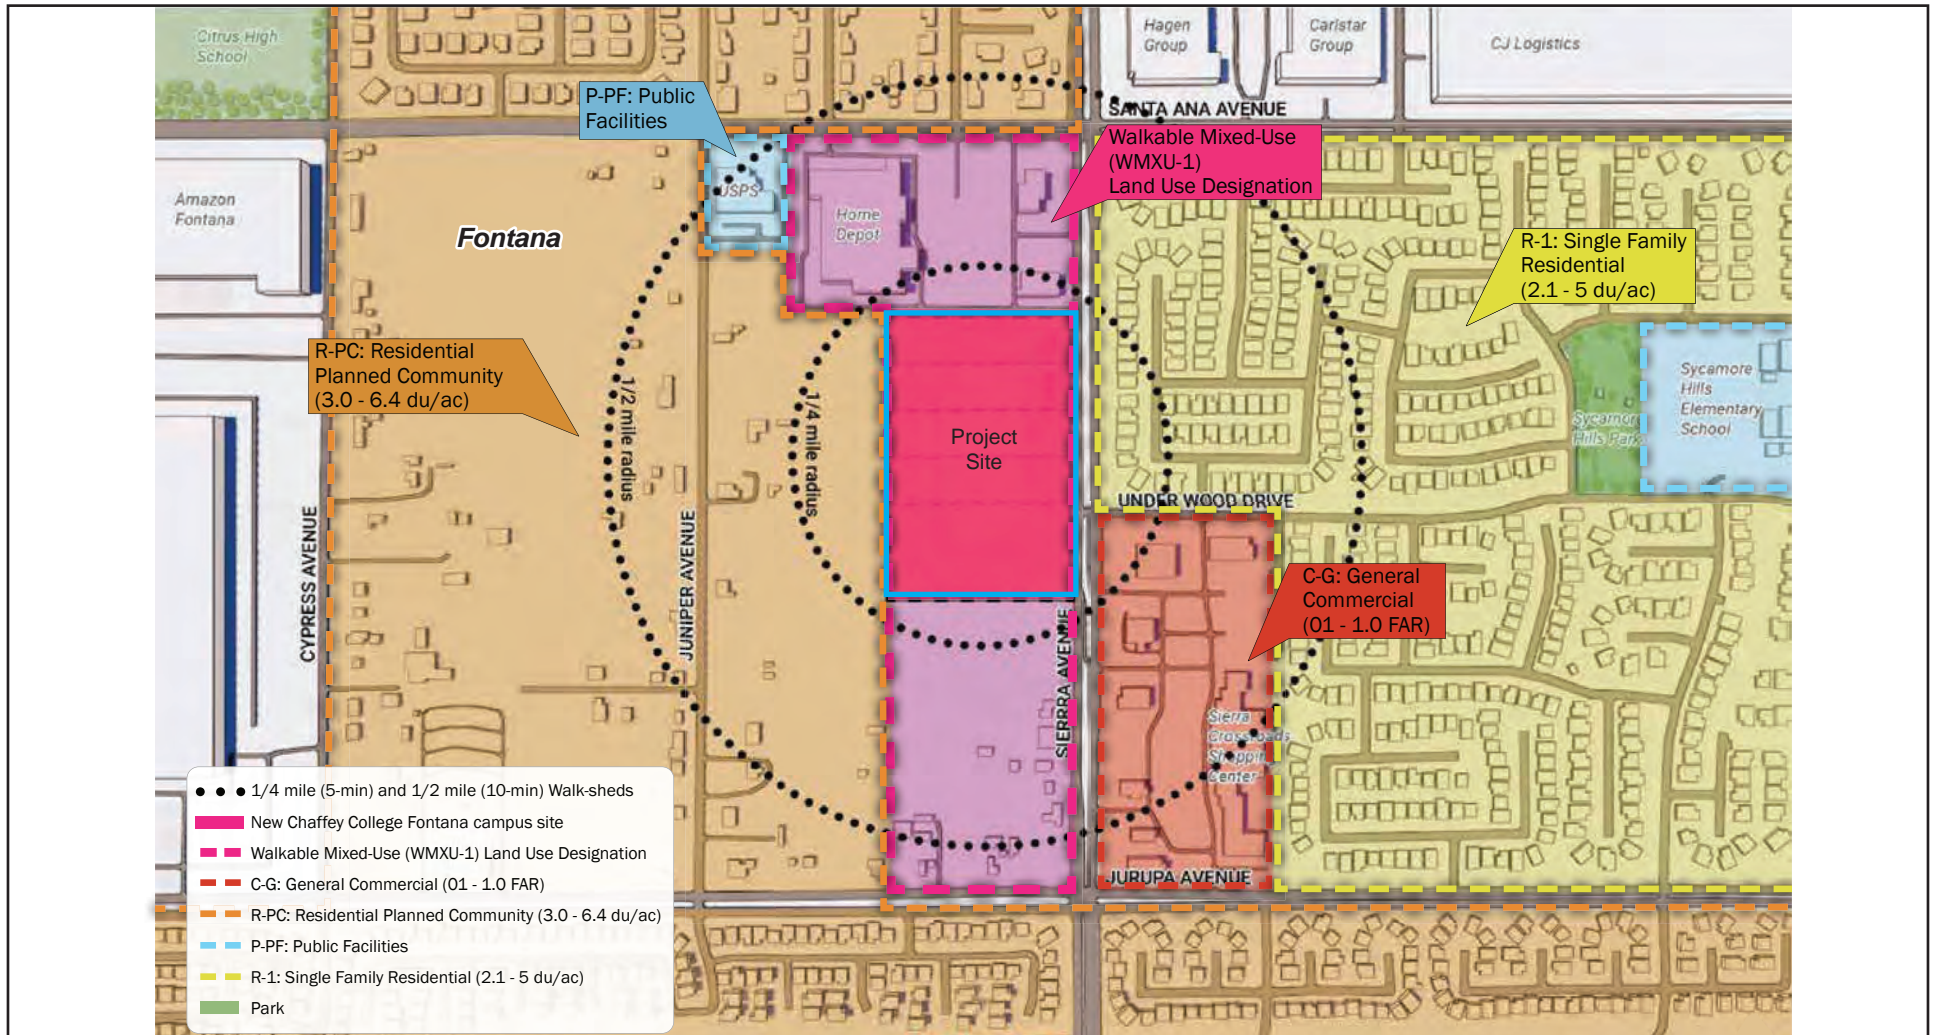 Citrus High
School
Hagen
Group
Caristar
Group
CJ Logistics
P-PF: Public
Facilities
SANTA ANA AVENUE
Walkable Mixed-Use
(WMXU-1)
Land Use Designation
Amazon
Fontana
USPS
Home
Depot
Fontana
R-1: Single Family
Residential
(2.1 - 5 du/ac)
R-PC: Residential
Planned Community
(3.0 - 6.4 du/ac)
1/2 mile radius
1/4 mile radius
Project
Site
Sycamore
Hills Park
Sycamore
Hills
Elementary
School
UNDER WOOD DRIVE
CYPRESS AVENUE
JUNIPER AVENUE
SIERRRA AVENUE
C-G: General
Commercial
(01 - 1.0 FAR)
Sierra
Crossroads
Shopping
Center
JURUPA AVENUE
1/4 mile (5-min) and 1/2 mile (10-min) Walk-sheds
New Chaffey College Fontana campus site
Walkable Mixed-Use (WMXU-1) Land Use Designation
C-G: General Commercial (01 - 1.0 FAR)
R-PC: Residential Planned Community (3.0 - 6.4 du/ac)
P-PF: Public Facilities
R-1: Single Family Residential (2.1 - 5 du/ac)
Park